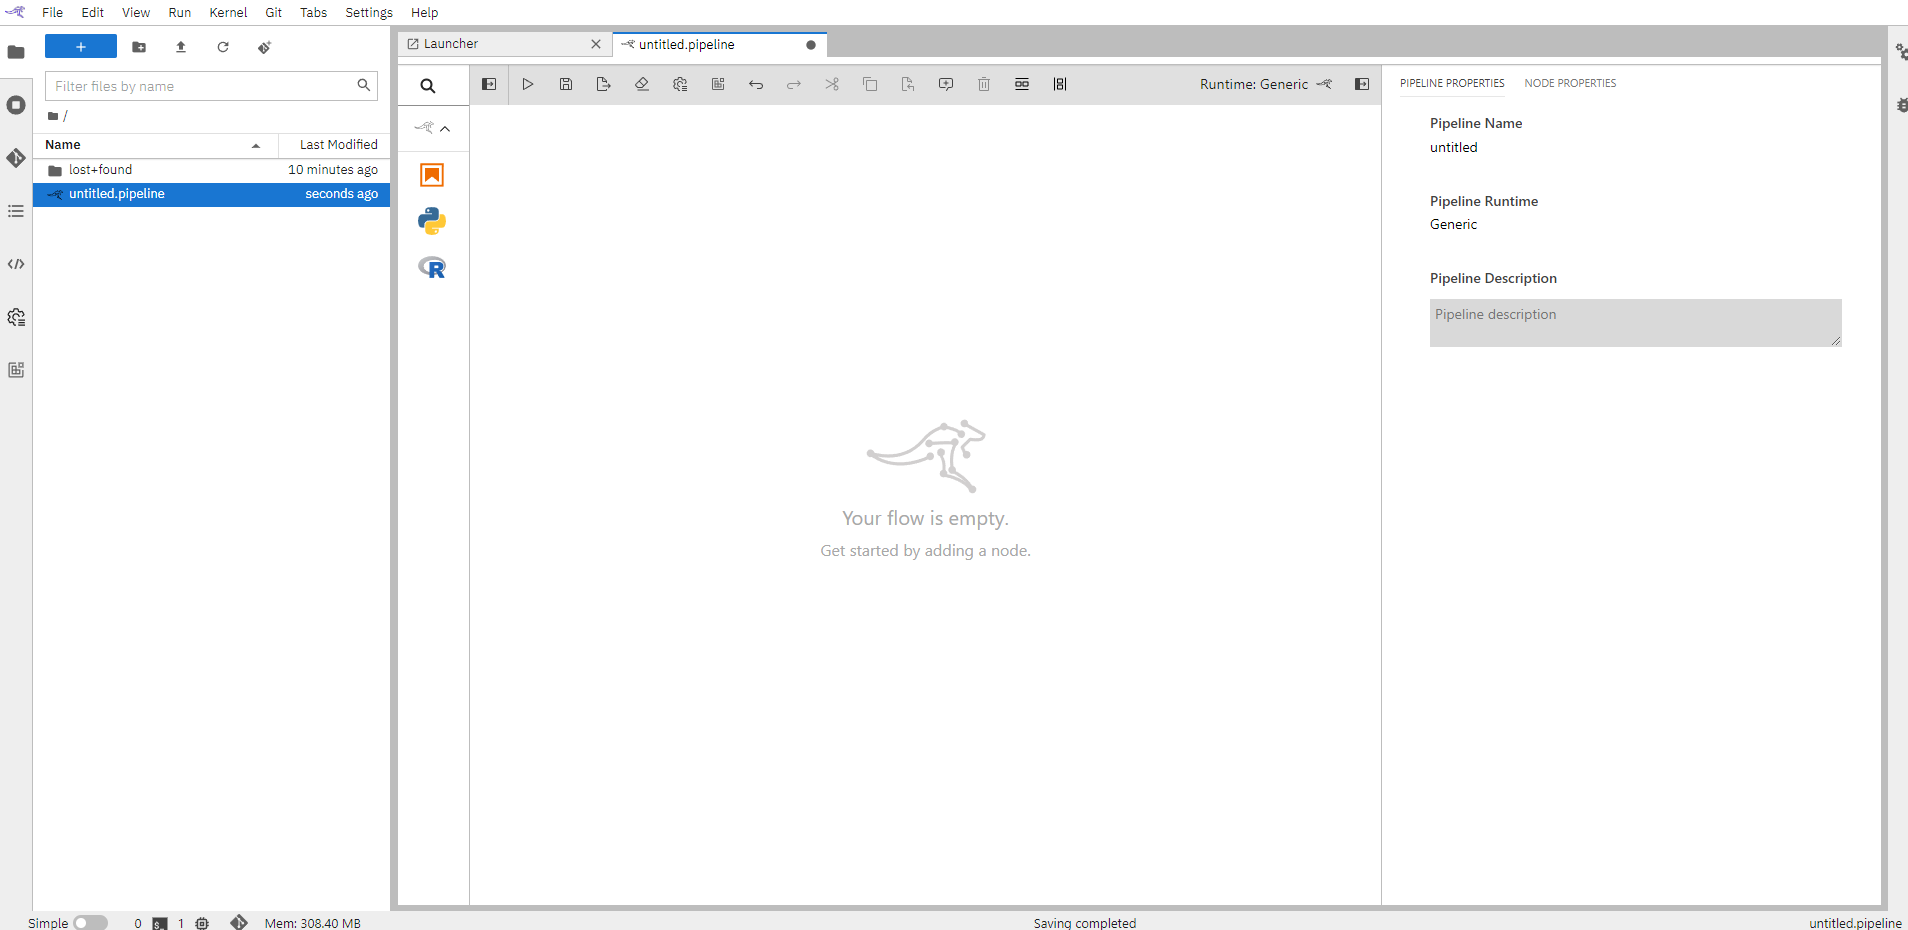 File Edit View Run Kernel Git Tabs Settings Help
+
Filter files by name
/
Name Last Modified
lost+found 10 minutes ago
untitled.pipeline seconds ago
Launcher
untitled.pipeline
Runtime: Generic
PIPELINE PROPERTIES NODE PROPERTIES
Pipeline Name
untitled
Pipeline Runtime
Generic
Pipeline Description
Pipeline description
R
Your flow is empty.
Get started by adding a node.
Simple 0 1 Mem: 308.40 MB Saving completed untitled.pipeline